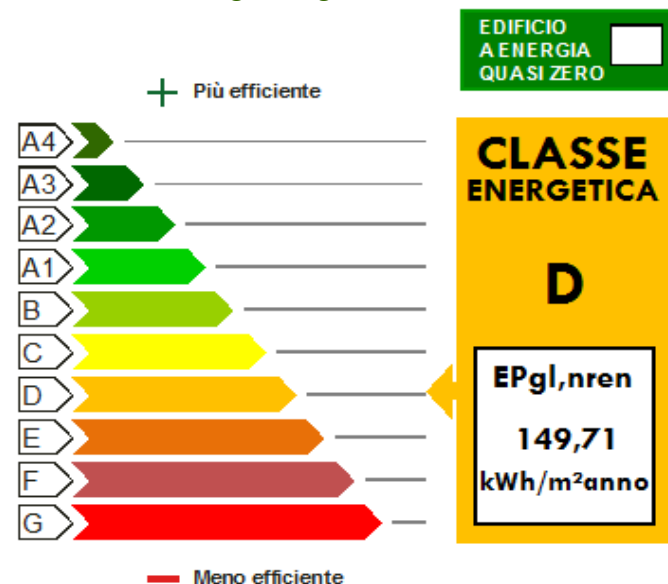 EDIFICIO
A ENERGIA
QUASI ZERO
Più efficiente
A4
A3
A2
A1
B
C
D
E
F
G
Meno efficiente
CLASSE
ENERGETICA
D
EPgl,nren
149,71
kWh/m²anno